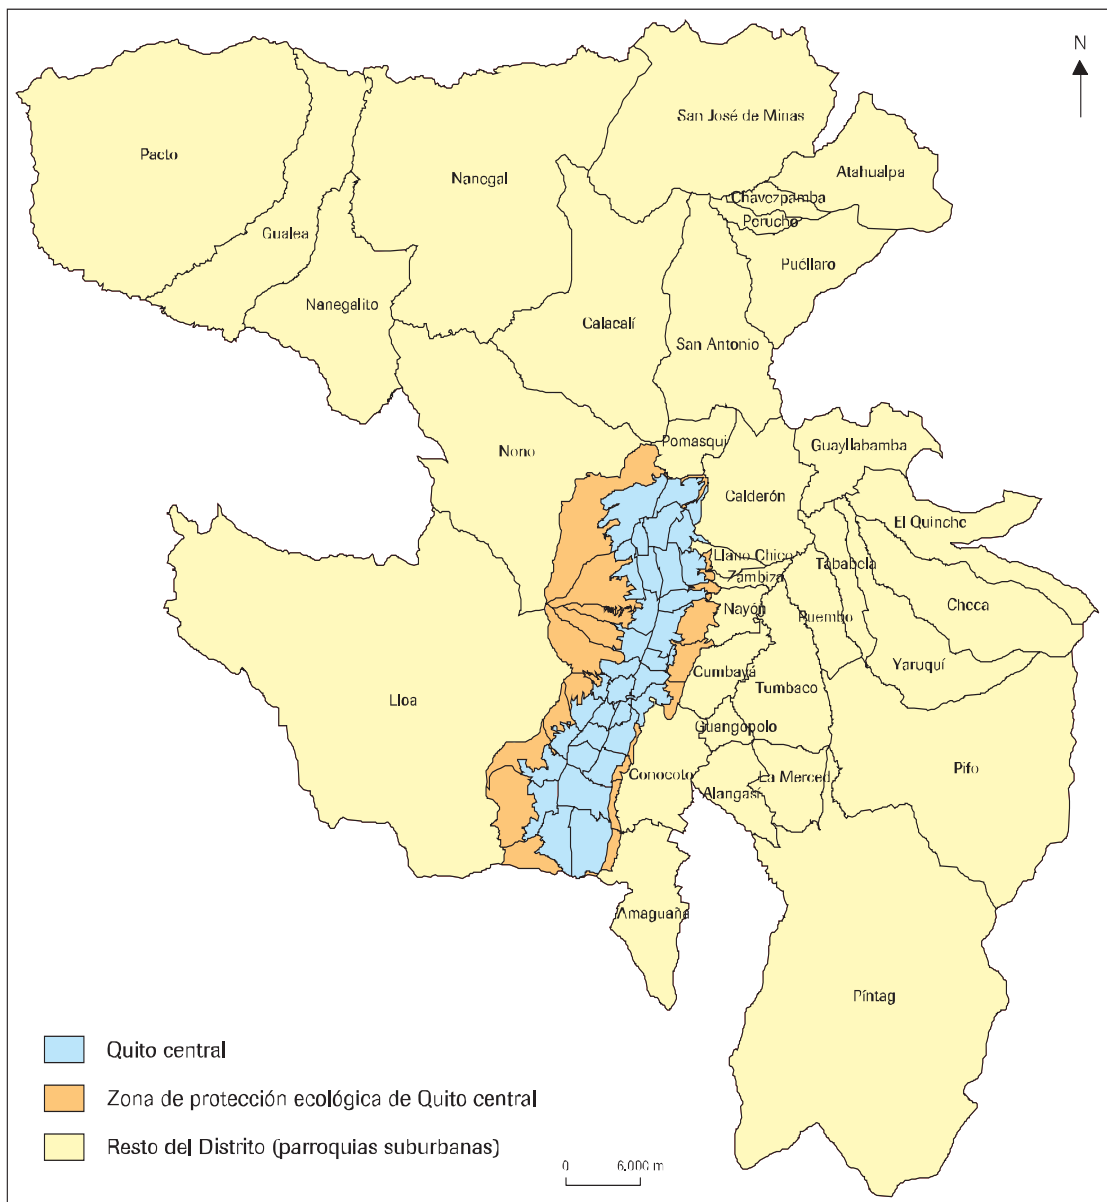 N
San José de Minas
Pacto
Atahualpa
Nanegal
Chavezpamba
Perucho
Gualea
Puéllaro
Nanegalito
Calacalí
San Antonio
Pomasqui
Guayllabamba
Nono
Calderón
El Quinche
Llano Chico
Tababela
Zámbiza
Checa
Nayón
Puembo
Yaruquí
Cumbayá
Tumbaco
Lloa
Guangopolo
Pifo
Conocoto
La Merced
Alangasí
Amaguaña
Píntag
Quito central
Zona de protección ecológica de Quito central
Resto del Distrito (parroquias suburbanas)
0 6.000 m